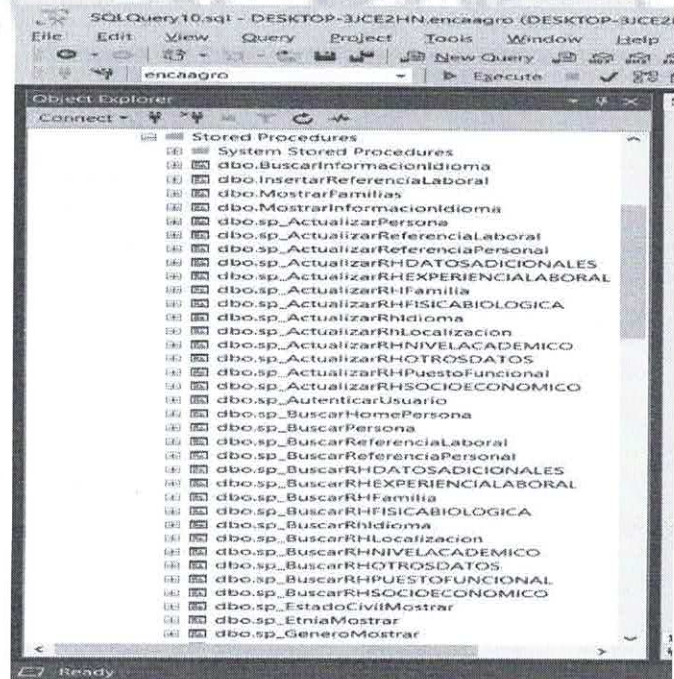 SQLQuery10.sql - DESKTOP-3JCE2HN.encaagro (DESKTOP-3JCE2
File Edit View Query Project Tools Window Help
New Query
encaagro Execute
Object Explorer
Connect
Stored Procedures
System Stored Procedures
dbo.BuscarInformacionIdioma
dbo.InsertarReferenciaLaboral
dbo.MostrarFamilias
dbo.MostrarInformacionIdioma
dbo.sp_ActualizarPersona
dbo.sp_ActualizarReferenciaLaboral
dbo.sp_ActualizarReferenciaPersonal
dbo.sp_ActualizarRHDATOSADICIONALES
dbo.sp_ActualizarRHEXPERIENCIALABORAL
dbo.sp_ActualizarRHFamilia
dbo.sp_ActualizarRHFISICABIOLOGICA
dbo.sp_ActualizarRhIdioma
dbo.sp_ActualizarRhLocalizacion
dbo.sp_ActualizarRHNIVELACADEMICO
dbo.sp_ActualizarRHOTROSDATOS
dbo.sp_ActualizarRHPuestoFuncional
dbo.sp_ActualizarRHSOCIOECONOMICO
dbo.sp_AutenticarUsuario
dbo.sp_BuscarHomePersona
dbo.sp_BuscarPersona
dbo.sp_BuscarReferenciaLaboral
dbo.sp_BuscarReferenciaPersonal
dbo.sp_BuscarRHDATOSADICIONALES
dbo.sp_BuscarRHEXPERIENCIALABORAL
dbo.sp_BuscarRHFamilia
dbo.sp_BuscarRHFISICABIOLOGICA
dbo.sp_BuscarRhIdioma
dbo.sp_BuscarRHLocalizacion
dbo.sp_BuscarRHNIVELACADEMICO
dbo.sp_BuscarRHOTROSDATOS
dbo.sp_BuscarRHPUESTOFUNCIONAL
dbo.sp_BuscarRHSOCIOECONOMICO
dbo.sp_EstadoCivilMostrar
dbo.sp_EtniaMostrar
dbo.sp_GeneroMostrar
Ready